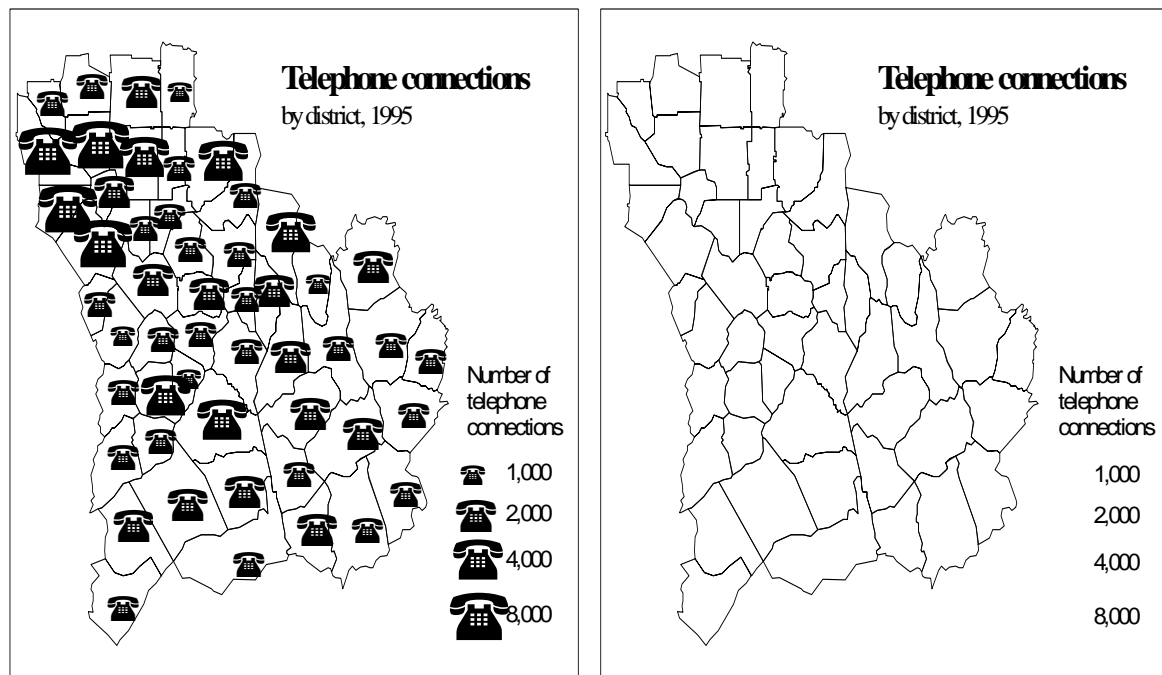 Telephone connections
by district, 1995
Number of
telephone
connections
1,000
2,000
4,000
8,000
Telephone connections
by district, 1995
Number of
telephone
connections
1,000
2,000
4,000
8,000